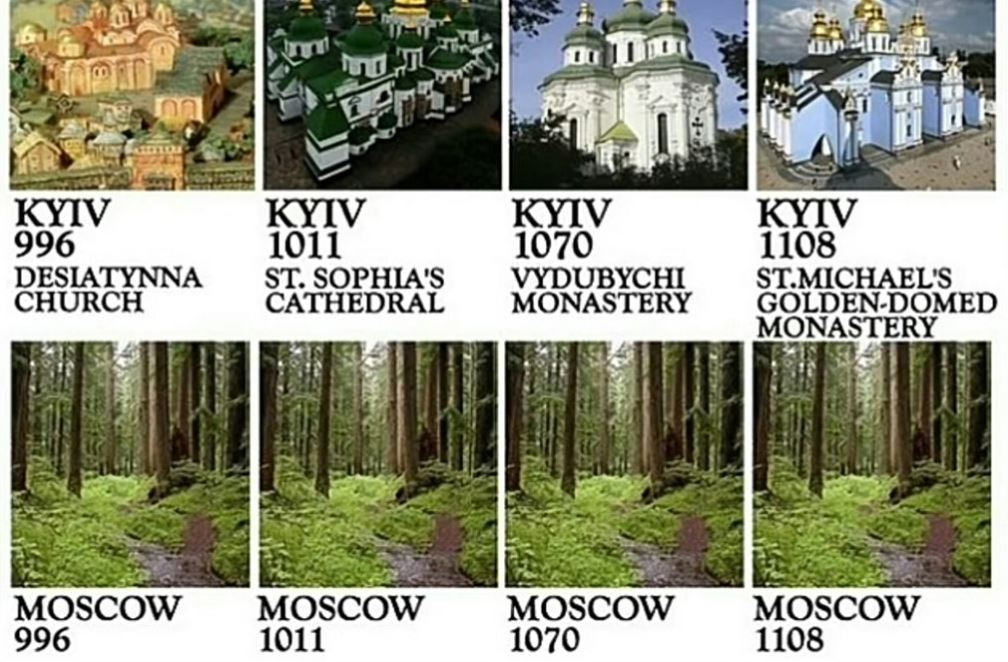 KYIV
996
DESIATYNNA
CHURCH
KYIV
1011
ST. SOPHIA'S
CATHEDRAL
KYIV
1070
VYDUBYCHI
MONASTERY
KYIV
1108
ST.MICHAEL'S
GOLDEN-DOMED
MONASTERY
MOSCOW
996
MOSCOW
1011
MOSCOW
1070
MOSCOW
1108